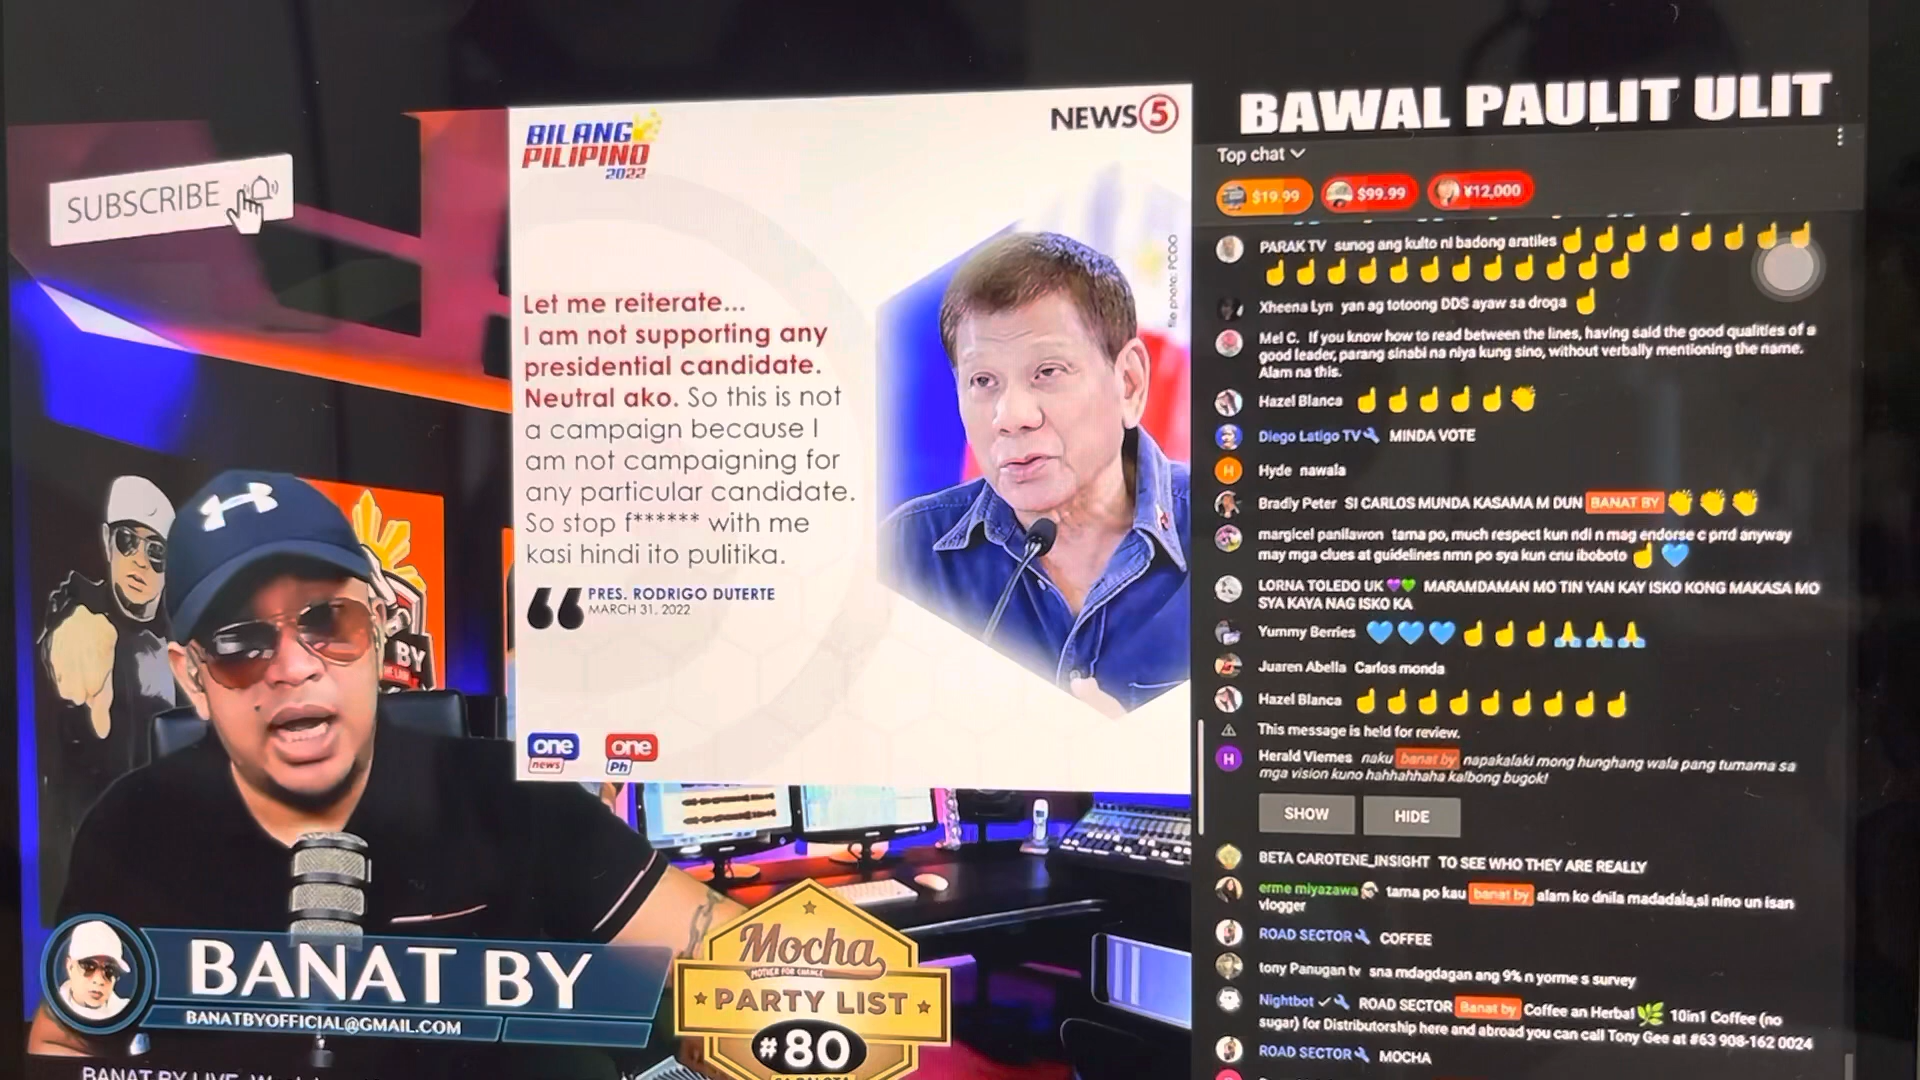 SUBSCRIBE
BILANG
PILIPINO
2022
NEWS 5
Let me reiterate...
I am not supporting any
presidential candidate.
Neutral ako. So this is not
a campaign because I
am not campaigning for
any particular candidate.
So stop f****** with me
kasi hindi ito pulitika.
PRES. RODRIGO DUTERTE
MARCH 31, 2022
file photo: PCOO
one
news
one
Ph
BY
BANAT BY
BANATBYOFFICIAL@GMAIL.COM
Mocha
MOTHER FOR CHANGE
PARTY LIST
#80
BANAT BY LIVE
BAWAL PAULIT ULIT
Top chat
$19.99 $99.99 ¥12,000
PARAK TV sunog ang kulto ni badong aratiles ☝☝☝☝☝☝☝☝
☝☝☝☝☝☝☝☝☝☝☝☝
Xheena Lyn yan ag totoong DDS ayaw sa droga ☝
Mel C. If you know how to read between the lines, having said the good qualities of a
good leader, parang sinabi na niya kung sino, without verbally mentioning the name.
Alam na this.
Hazel Blanca ☝☝☝☝☝👏
Diego Latigo TV🔧 MINDA VOTE
H Hyde nawala
Bradly Peter SI CARLOS MUNDA KASAMA M DUN BANAT BY 👏👏👏
margicel panilawon tama po, much respect kun ndi n mag endorse c prrd anyway
may mga clues at guidelines nmn po sya kun cnu iboboto ☝💙
LORNA TOLEDO UK 💜💚 MARAMDAMAN MO TIN YAN KAY ISKO KONG MAKASA MO
SYA KAYA NAG ISKO KA
Yummy Berries 💙💙💙☝☝☝🙏🙏🙏
Juaren Abella Carlos monda
Hazel Blanca ☝☝☝☝☝☝☝☝☝
This message is held for review.
H Herald Viernes naku banat by napakalaki mong hunghang wala pang tumama sa
mga vision kuno hahhahhaha kalbong bugok!
SHOW HIDE
BETA CAROTENE_INSIGHT TO SEE WHO THEY ARE REALLY
erme miyazawa tama po kau banat by alam ko dnila madadala,si nino un isan
vlogger
ROAD SECTOR🔧 COFFEE
tony Panugan tv sna mdagdagan ang 9% n yorme s survey
Nightbot ✓🔧 ROAD SECTOR Banat by Coffee an Herbal 🌿 10in1 Coffee (no
sugar) for Distributorship here and abroad you can call Tony Gee at #63 908-162 0024
ROAD SECTOR🔧 MOCHA